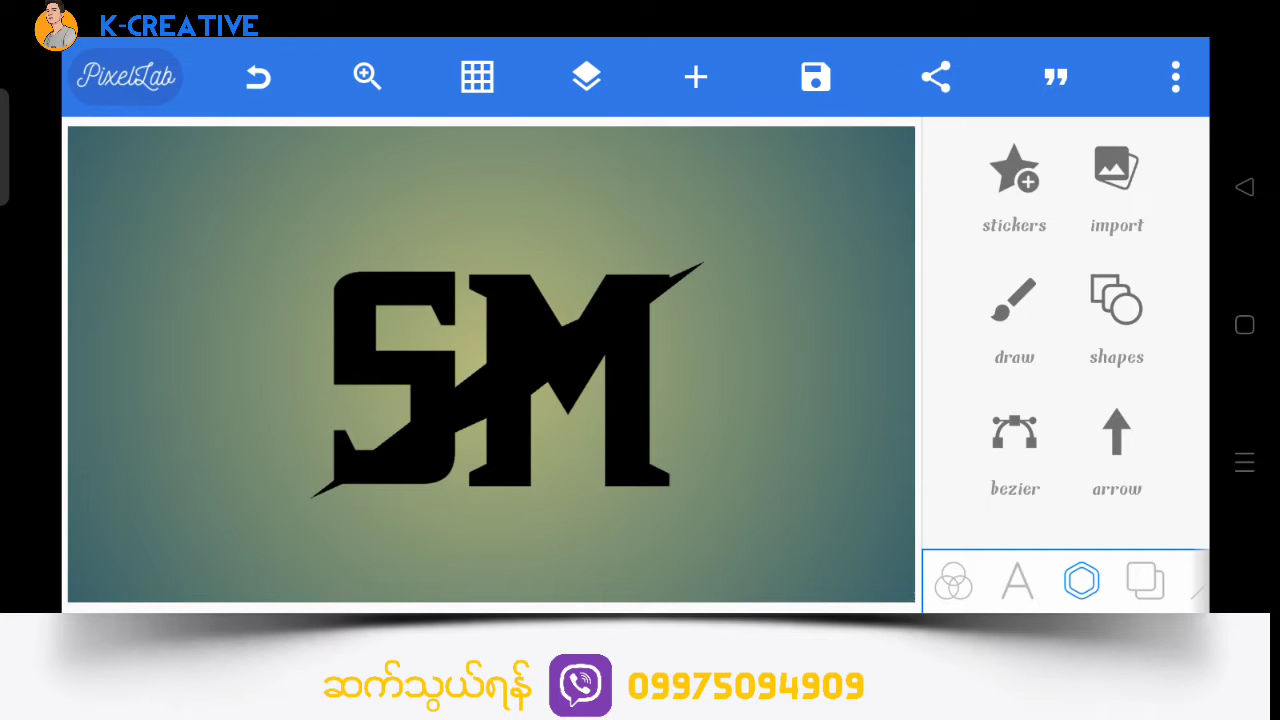 K-CREATIVE
PixelLab
SM
stickers import
draw shapes
bezier arrow
ဆက်သွယ်ရန် 09975094909